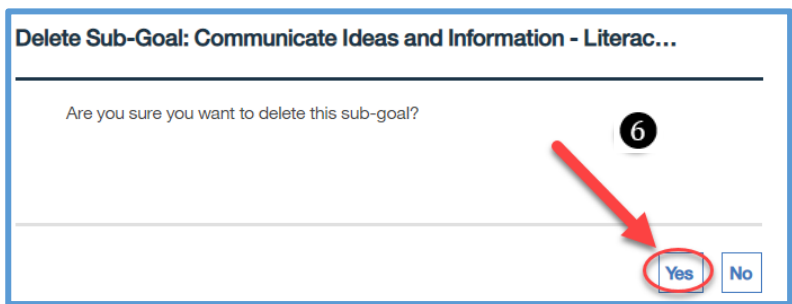 Delete Sub-Goal: Communicate Ideas and Information - Literac...
Are you sure you want to delete this sub-goal?
6
Yes No